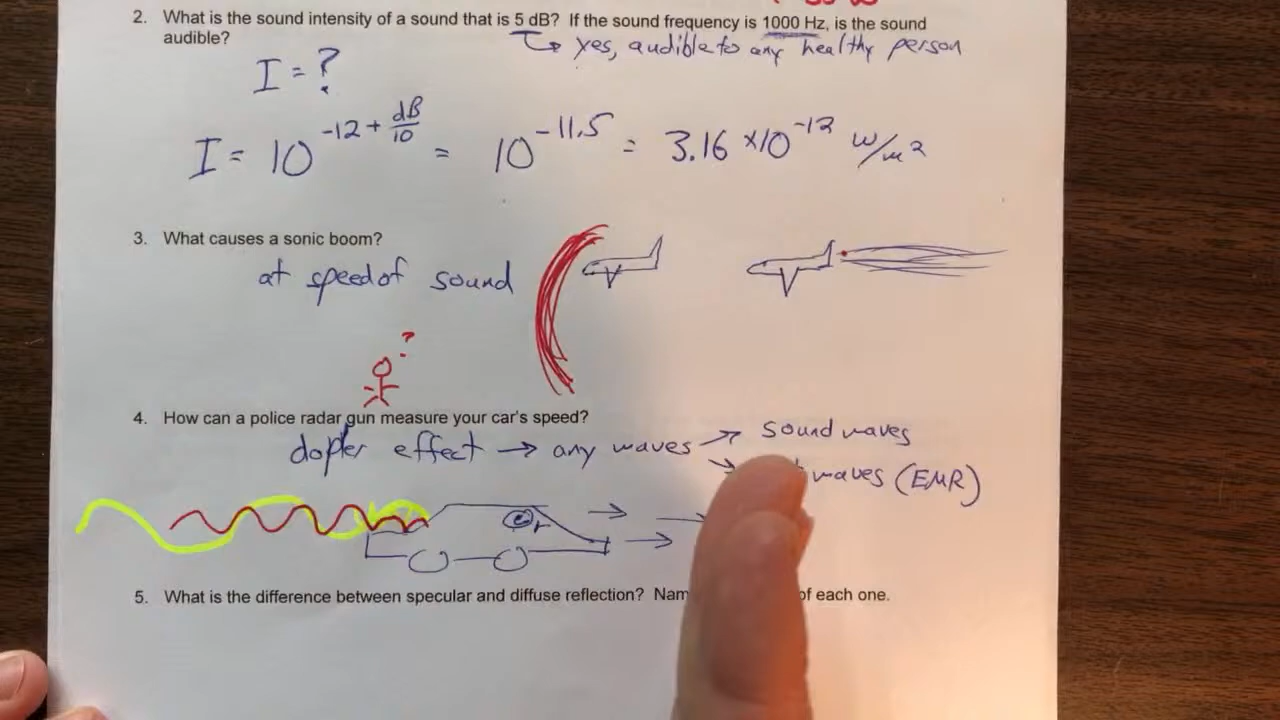 2. What is the sound intensity of a sound that is 5 dB? If the sound frequency is 1000 Hz, is the sound
audible?
yes, audible to any healthy person
I = ?
I = 10^-12 + dB/10 = 10^-11.5 = 3.16 x10^-12 W/m²
3. What causes a sonic boom?
at speed of sound
?
4. How can a police radar gun measure your car's speed?
dopler effect → any waves → sound waves
→ waves (EMR)
5. What is the difference between specular and diffuse reflection? of each one.